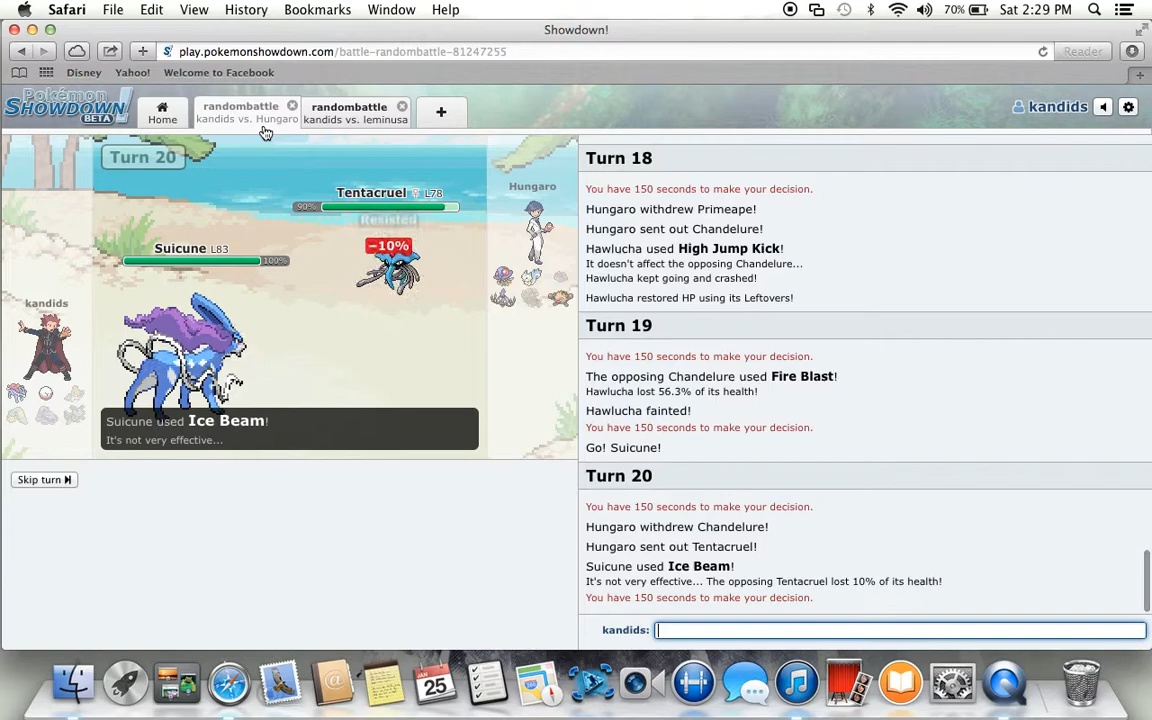 Safari File Edit View History Bookmarks Window Help 70% Sat 2:29 PM
Showdown!
play.pokemonshowdown.com/battle-randombattle-81247255 Reader
Disney Yahoo! Welcome to Facebook
Pokémon
SHOWDOWN!
BETA
Home
randombattle
kandids vs. Hungaro
randombattle
kandids vs. leminusa
kandids
Turn 20
Tentacruel L78
90%
Resisted
-10%
Suicune L83
100%
Hungaro
kandids
Suicune used Ice Beam!
It's not very effective...
Skip turn
Turn 18
You have 150 seconds to make your decision.
Hungaro withdrew Primeape!
Hungaro sent out Chandelure!
Hawlucha used High Jump Kick!
It doesn't affect the opposing Chandelure...
Hawlucha kept going and crashed!
Hawlucha restored HP using its Leftovers!
Turn 19
You have 150 seconds to make your decision.
The opposing Chandelure used Fire Blast!
Hawlucha lost 56.3% of its health!
Hawlucha fainted!
You have 150 seconds to make your decision.
Go! Suicune!
Turn 20
You have 150 seconds to make your decision.
Hungaro withdrew Chandelure!
Hungaro sent out Tentacruel!
Suicune used Ice Beam!
It's not very effective... The opposing Tentacruel lost 10% of its health!
You have 150 seconds to make your decision.
kandids:
JAN
25